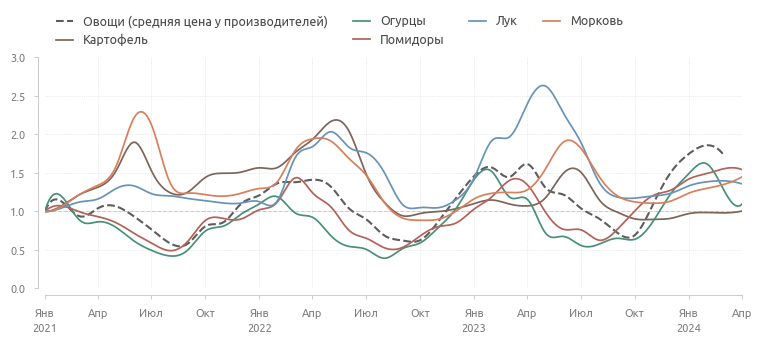 Овощи (средняя цена у производителей)
Огурцы
Лук
Морковь
Картофель
Помидоры
3.0
2.5
2.0
1.5
1.0
0.5
0.0
Янв Апр Июл Окт Янв Апр Июл Окт Янв Апр Июл Окт Янв Апр
2021 2022 2023 2024